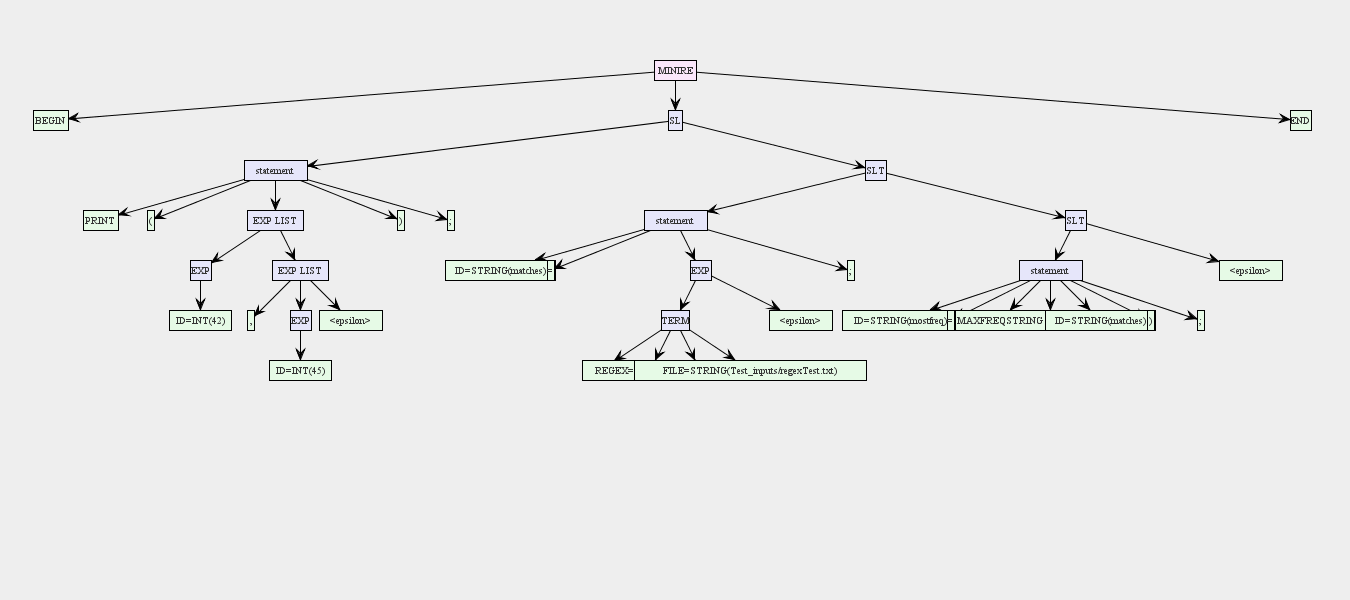 MINIRE
BEGIN SL END
statement SLT
PRINT ( EXP LIST ) ; statement SLT
EXP EXP LIST ID=STRING(matches) = EXP ; statement <epsilon>
ID=INT(42) , EXP <epsilon> TERM <epsilon> ID=STRING(mostfreq) = MAXFREQSTRING ID=STRING(matches) ) ;
ID=INT(45) REGEX= FILE=STRING(Test_inputs/regexTest.txt)